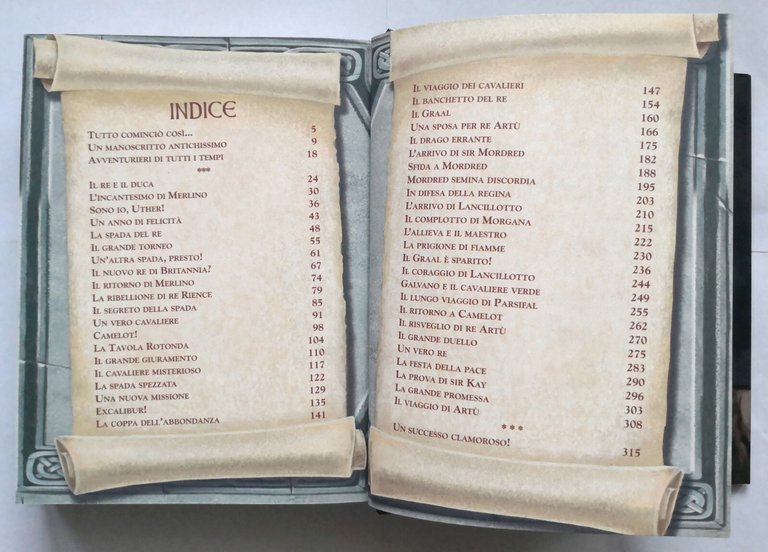 INDICE
Tutto cominciò così... 5
Un manoscritto antichissimo 9
Avventurieri di tutti i tempi 18
***
Il re e il duca 24
L'incantesimo di Merlino 30
Sono io, Uther! 36
Un anno di felicità 43
La spada del re 48
Il grande torneo 55
Un'altra spada, presto! 61
Il nuovo re di Britannia? 67
Il ritorno di Merlino 74
La ribellione di re Rience 79
Il segreto della spada 85
Un vero cavaliere 91
Camelot! 98
La Tavola Rotonda 104
Il grande giuramento 110
Il cavaliere misterioso 117
La spada spezzata 122
Una nuova missione 129
Excalibur! 135
La coppa dell'abbondanza 141
Il viaggio dei cavalieri 147
Il banchetto del re 154
Il Graal 160
Una sposa per re Artù 166
Il drago errante 175
L'arrivo di sir Mordred 182
Sfida a Mordred 188
Mordred semina discordia 195
In difesa della regina 203
L'arrivo di Lancillotto 210
Il complotto di Morgana 215
L'allieva e il maestro 222
La prigione di fiamme 230
Il Graal è sparito! 236
Il coraggio di Lancillotto 244
Galvano e il cavaliere verde 249
Il lungo viaggio di Parsifal 255
Il ritorno a Camelot 262
Il risveglio di re Artù 270
Il grande duello 275
Un vero re 283
La festa della pace 290
La prova di sir Kay 296
La grande promessa 303
Il viaggio di Artù 308
***
Un successo clamoroso! 315